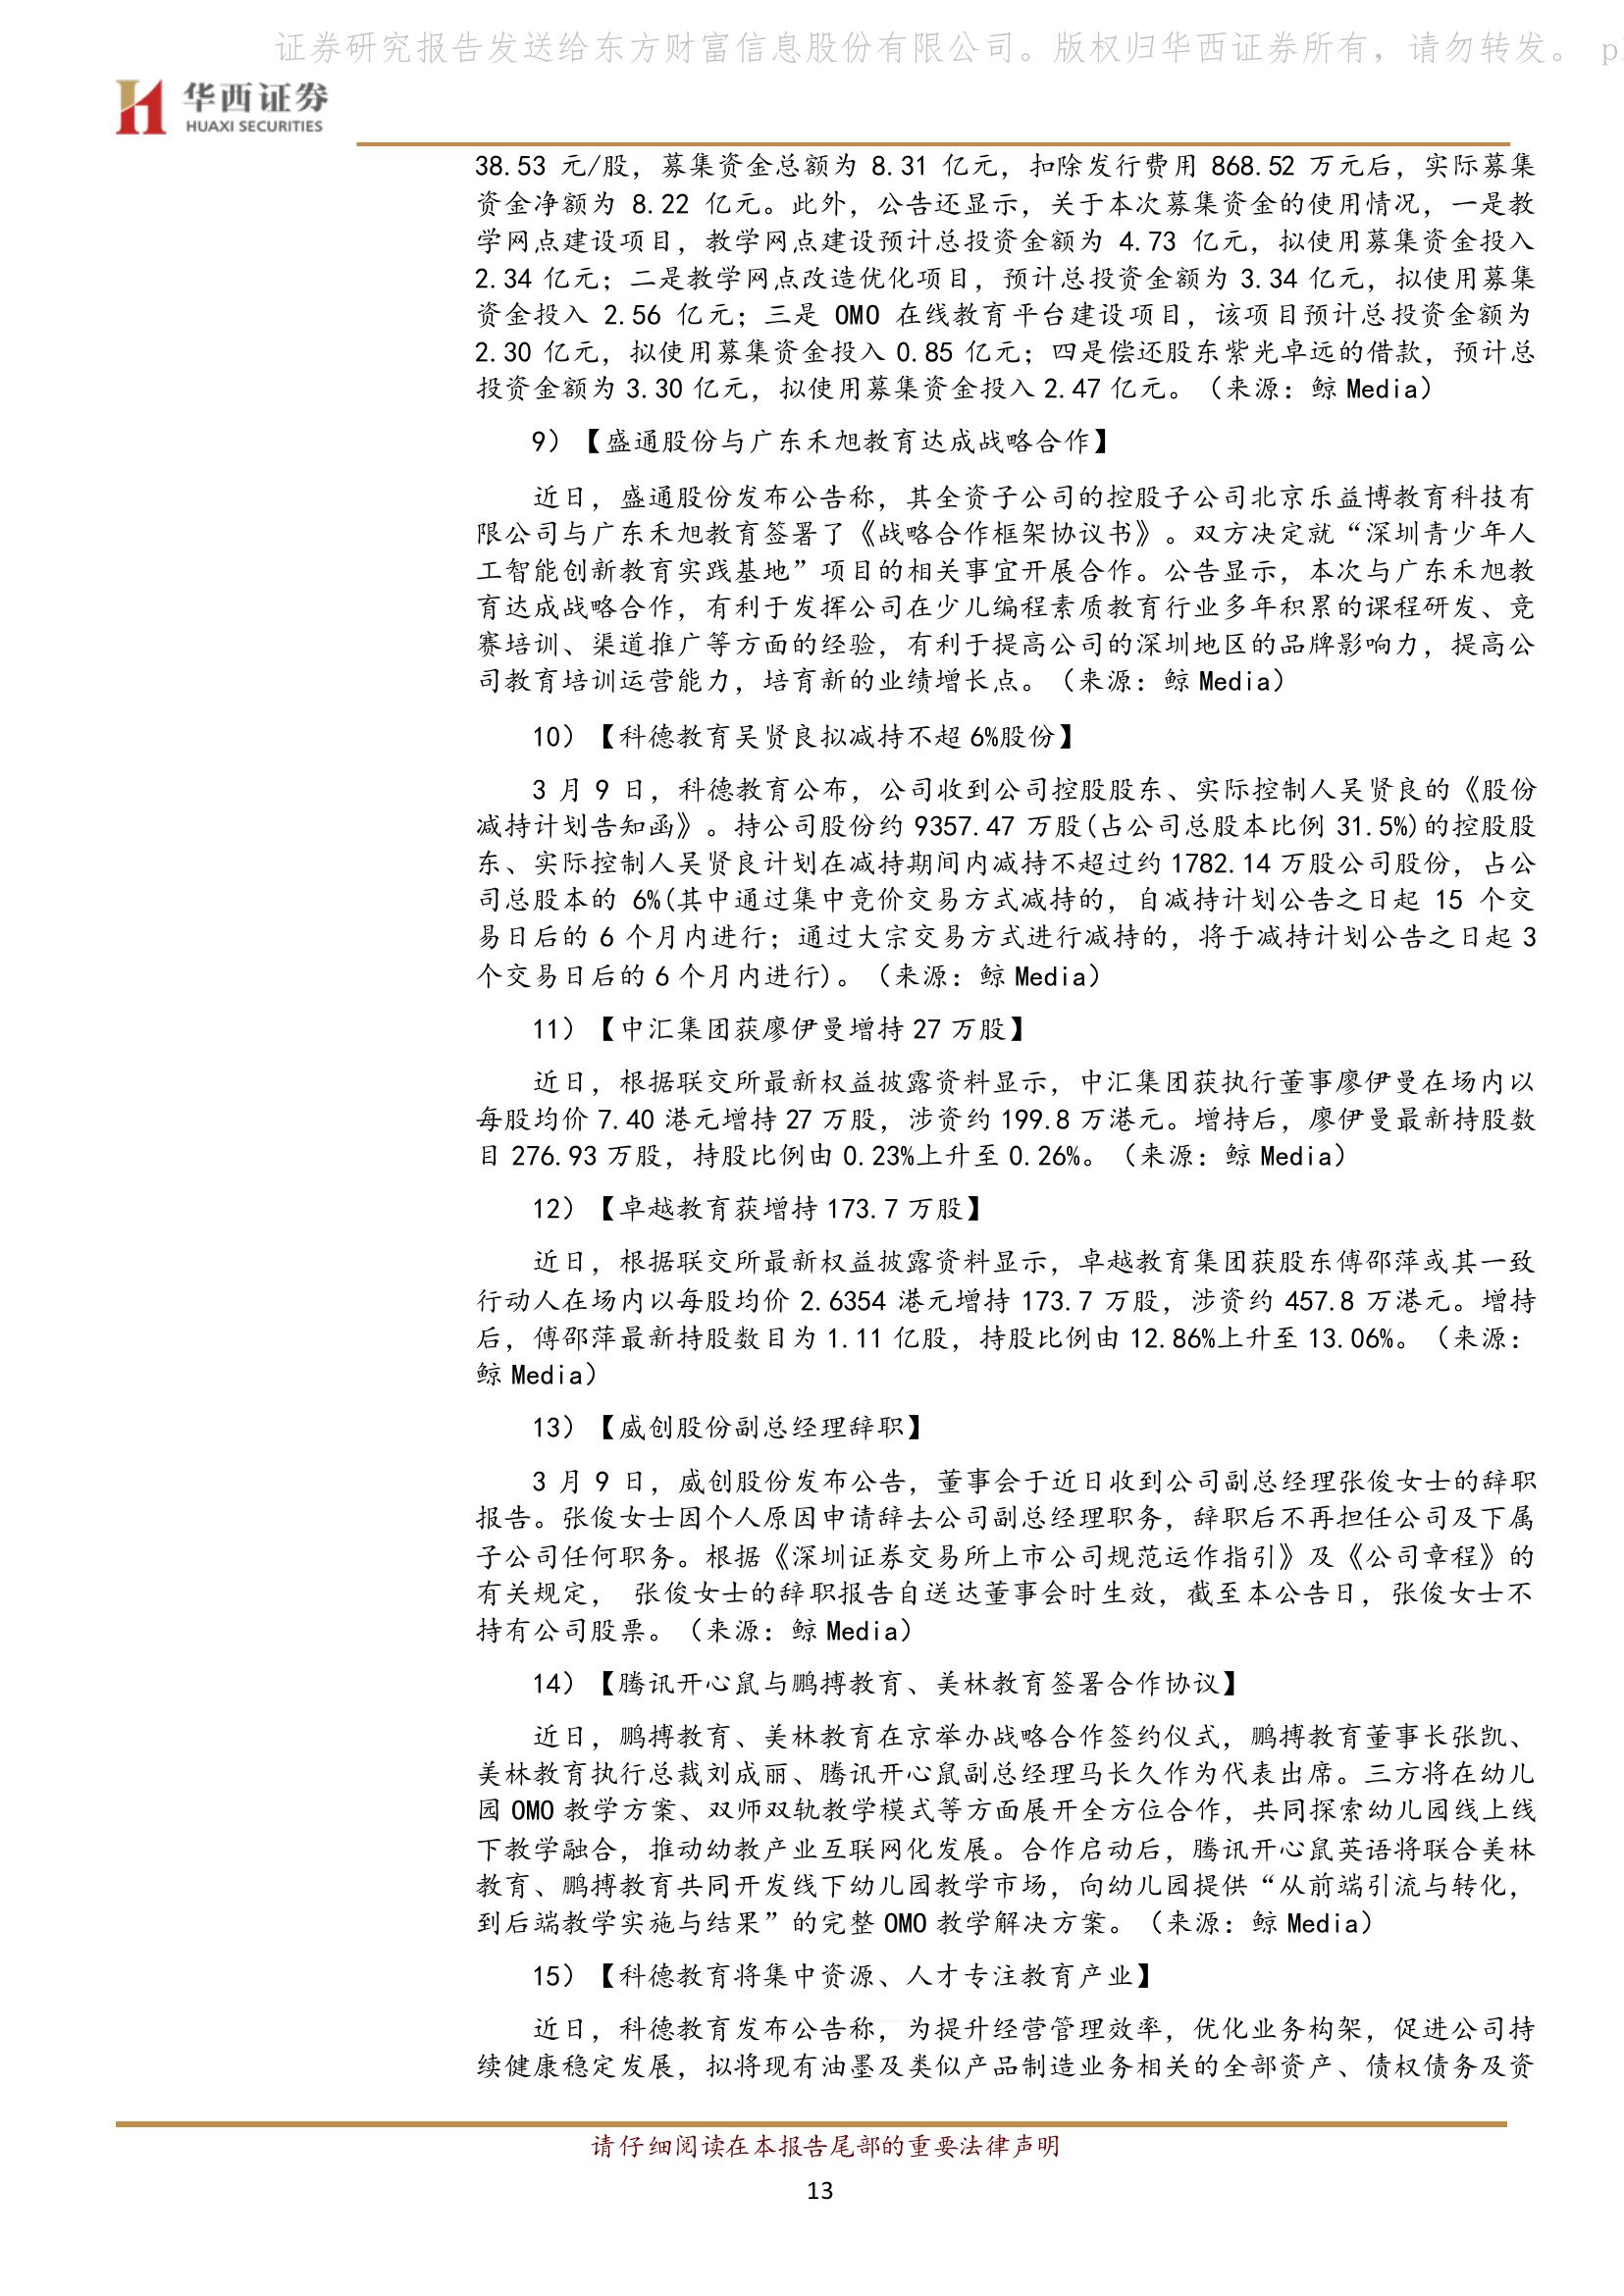 证券研究报告发送给东方财富信息股份有限公司。版权归华西证券所有，请勿转发。 p
华西证券
HUAXI SECURITIES
38.53 元/股，募集资金总额为 8.31 亿元，扣除发行费用 868.52 万元后，实际募集
资金净额为 8.22 亿元。此外，公告还显示，关于本次募集资金的使用情况，一是教
学网点建设项目，教学网点建设预计总投资金额为 4.73 亿元，拟使用募集资金投入
2.34 亿元；二是教学网点改造优化项目，预计总投资金额为 3.34 亿元，拟使用募集
资金投入 2.56 亿元；三是 OMO 在线教育平台建设项目，该项目预计总投资金额为
2.30 亿元，拟使用募集资金投入 0.85 亿元；四是偿还股东紫光卓远的借款，预计总
投资金额为 3.30 亿元，拟使用募集资金投入 2.47 亿元。（来源：鲸 Media）
9）【盛通股份与广东禾旭教育达成战略合作】
近日，盛通股份发布公告称，其全资子公司的控股子公司北京乐益博教育科技有
限公司与广东禾旭教育签署了《战略合作框架协议书》。双方决定就“深圳青少年人
工智能创新教育实践基地”项目的相关事宜开展合作。公告显示，本次与广东禾旭教
育达成战略合作，有利于发挥公司在少儿编程素质教育行业多年积累的课程研发、竞
赛培训、渠道推广等方面的经验，有利于提高公司的深圳地区的品牌影响力，提高公
司教育培训运营能力，培育新的业绩增长点。（来源：鲸 Media）
10）【科德教育吴贤良拟减持不超 6%股份】
3 月 9 日，科德教育公布，公司收到公司控股股东、实际控制人吴贤良的《股份
减持计划告知函》。持公司股份约 9357.47 万股(占公司总股本比例 31.5%)的控股股
东、实际控制人吴贤良计划在减持期间内减持不超过约 1782.14 万股公司股份，占公
司总股本的 6%(其中通过集中竞价交易方式减持的，自减持计划公告之日起 15 个交
易日后的 6 个月内进行；通过大宗交易方式进行减持的，将于减持计划公告之日起 3
个交易日后的 6 个月内进行)。（来源：鲸 Media）
11）【中汇集团获廖伊曼增持 27 万股】
近日，根据联交所最新权益披露资料显示，中汇集团获执行董事廖伊曼在场内以
每股均价 7.40 港元增持 27 万股，涉资约 199.8 万港元。增持后，廖伊曼最新持股数
目 276.93 万股，持股比例由 0.23%上升至 0.26%。（来源：鲸 Media）
12）【卓越教育获增持 173.7 万股】
近日，根据联交所最新权益披露资料显示，卓越教育集团获股东傅邵萍或其一致
行动人在场内以每股均价 2.6354 港元增持 173.7 万股，涉资约 457.8 万港元。增持
后，傅邵萍最新持股数目为 1.11 亿股，持股比例由 12.86%上升至 13.06%。（来源：
鲸 Media）
13）【威创股份副总经理辞职】
3 月 9 日，威创股份发布公告，董事会于近日收到公司副总经理张俊女士的辞职
报告。张俊女士因个人原因申请辞去公司副总经理职务，辞职后不再担任公司及下属
子公司任何职务。根据《深圳证券交易所上市公司规范运作指引》及《公司章程》的
有关规定， 张俊女士的辞职报告自送达董事会时生效，截至本公告日，张俊女士不
持有公司股票。（来源：鲸 Media）
14）【腾讯开心鼠与鹏搏教育、美林教育签署合作协议】
近日，鹏搏教育、美林教育在京举办战略合作签约仪式，鹏搏教育董事长张凯、
美林教育执行总裁刘成丽、腾讯开心鼠副总经理马长久作为代表出席。三方将在幼儿
园 OMO 教学方案、双师双轨教学模式等方面展开全方位合作，共同探索幼儿园线上线
下教学融合，推动幼教产业互联网化发展。合作启动后，腾讯开心鼠英语将联合美林
教育、鹏搏教育共同开发线下幼儿园教学市场，向幼儿园提供“从前端引流与转化，
到后端教学实施与结果”的完整 OMO 教学解决方案。（来源：鲸 Media）
15）【科德教育将集中资源、人才专注教育产业】
近日，科德教育发布公告称，为提升经营管理效率，优化业务构架，促进公司持
续健康稳定发展，拟将现有油墨及类似产品制造业务相关的全部资产、债权债务及资
请仔细阅读在本报告尾部的重要法律声明
13